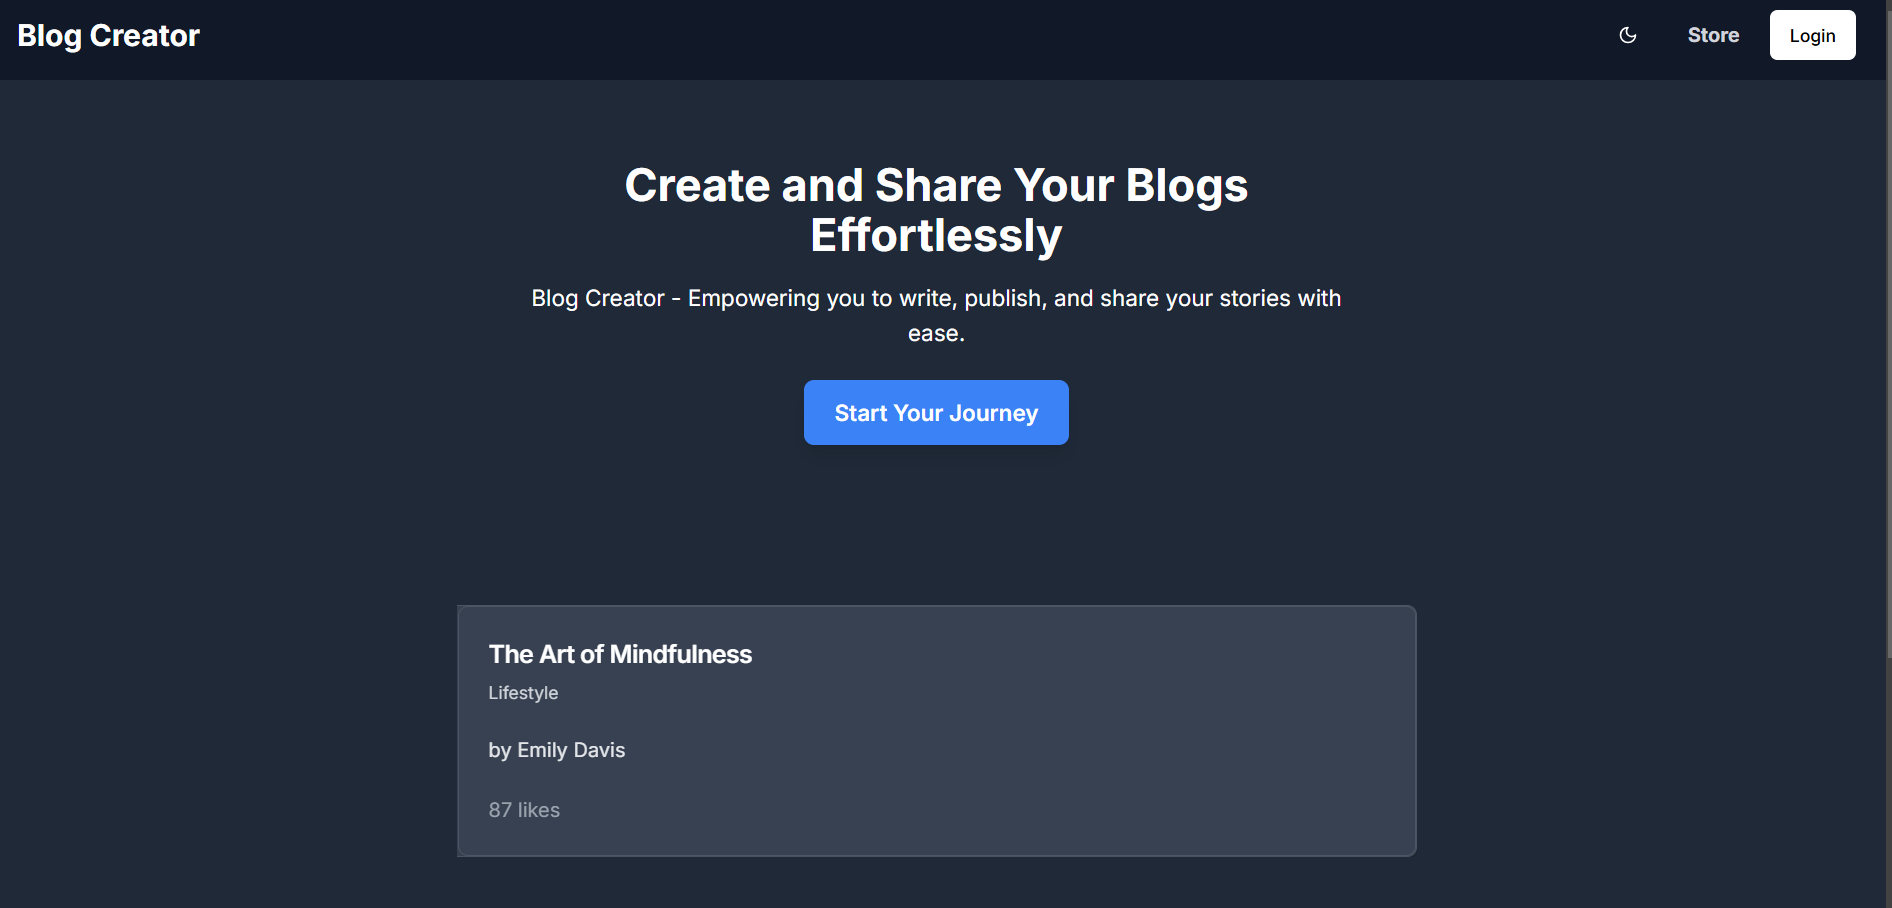 Blog Creator
Store
Login
Create and Share Your Blogs
Effortlessly
Blog Creator - Empowering you to write, publish, and share your stories with
ease.
Start Your Journey
The Art of Mindfulness
Lifestyle
by Emily Davis
87 likes